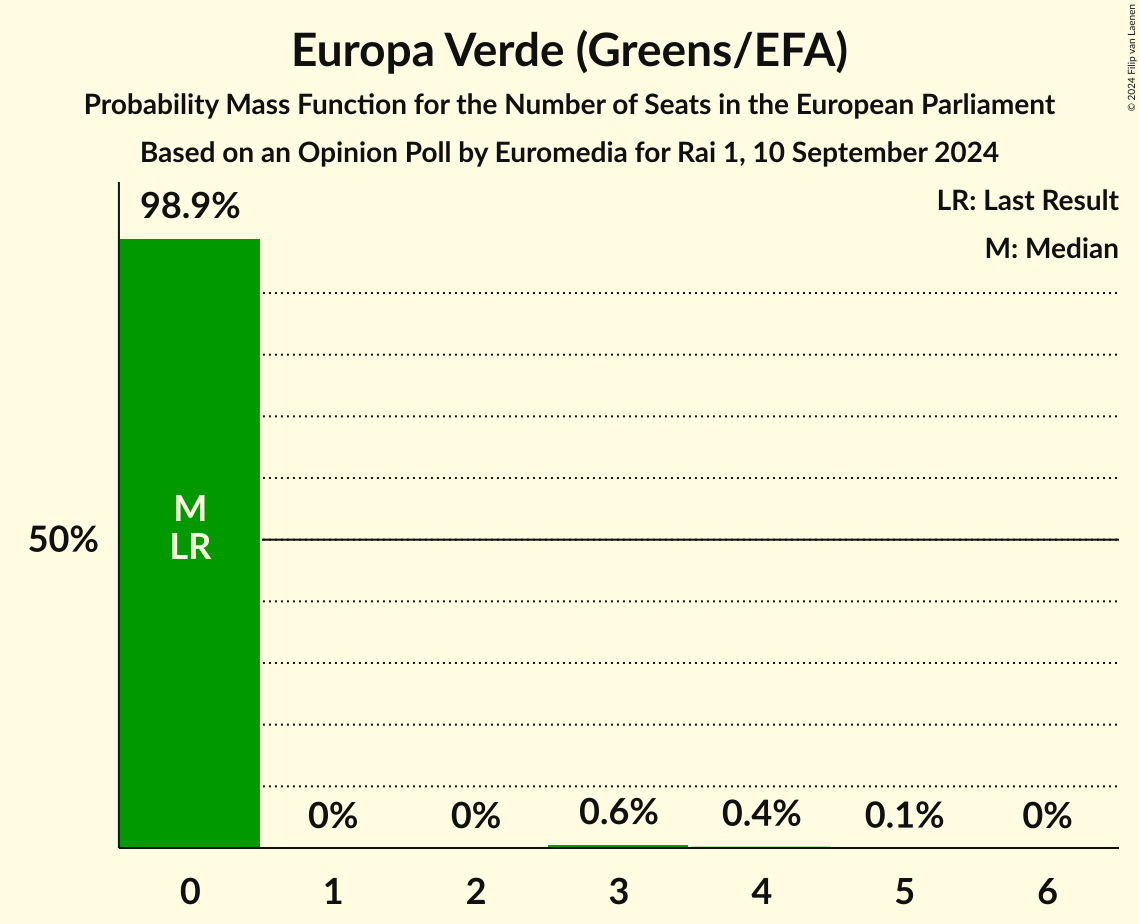 Europa Verde (Greens/EFA)
Probability Mass Function for the Number of Seats in the European Parliament
Based on an Opinion Poll by Euromedia for Rai 1, 10 September 2024
© 2024 Filip van Laenen
LR: Last Result
M: Median
98.9%
M
LR
50%
0%
0%
0.6%
0.4%
0.1%
0%
0
1
2
3
4
5
6